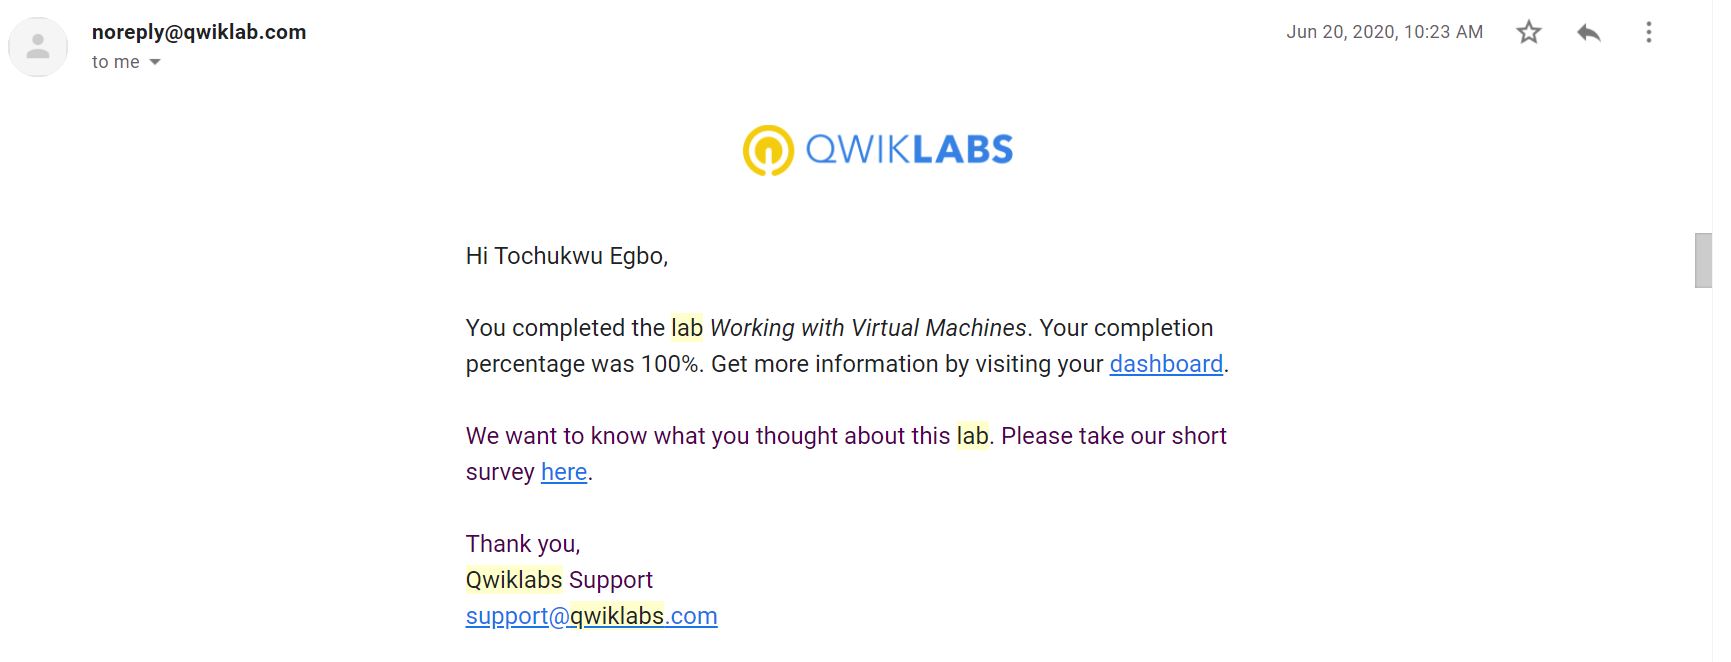 noreply@qwiklab.com
Jun 20, 2020, 10:23 AM
to me
QWIKLABS
Hi Tochukwu Egbo,
You completed the lab Working with Virtual Machines. Your completion
percentage was 100%. Get more information by visiting your dashboard.
We want to know what you thought about this lab. Please take our short
survey here.
Thank you,
Qwiklabs Support
support@qwiklabs.com